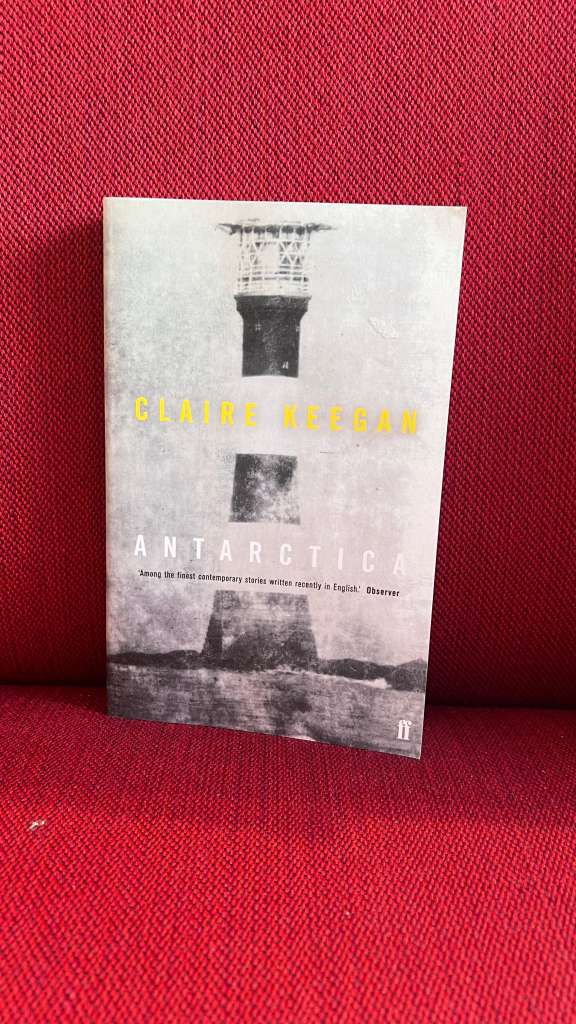 CLAIRE KEEGAN
ANTARCTICA
'Among the finest contemporary stories written recently in English.' Observer
ff